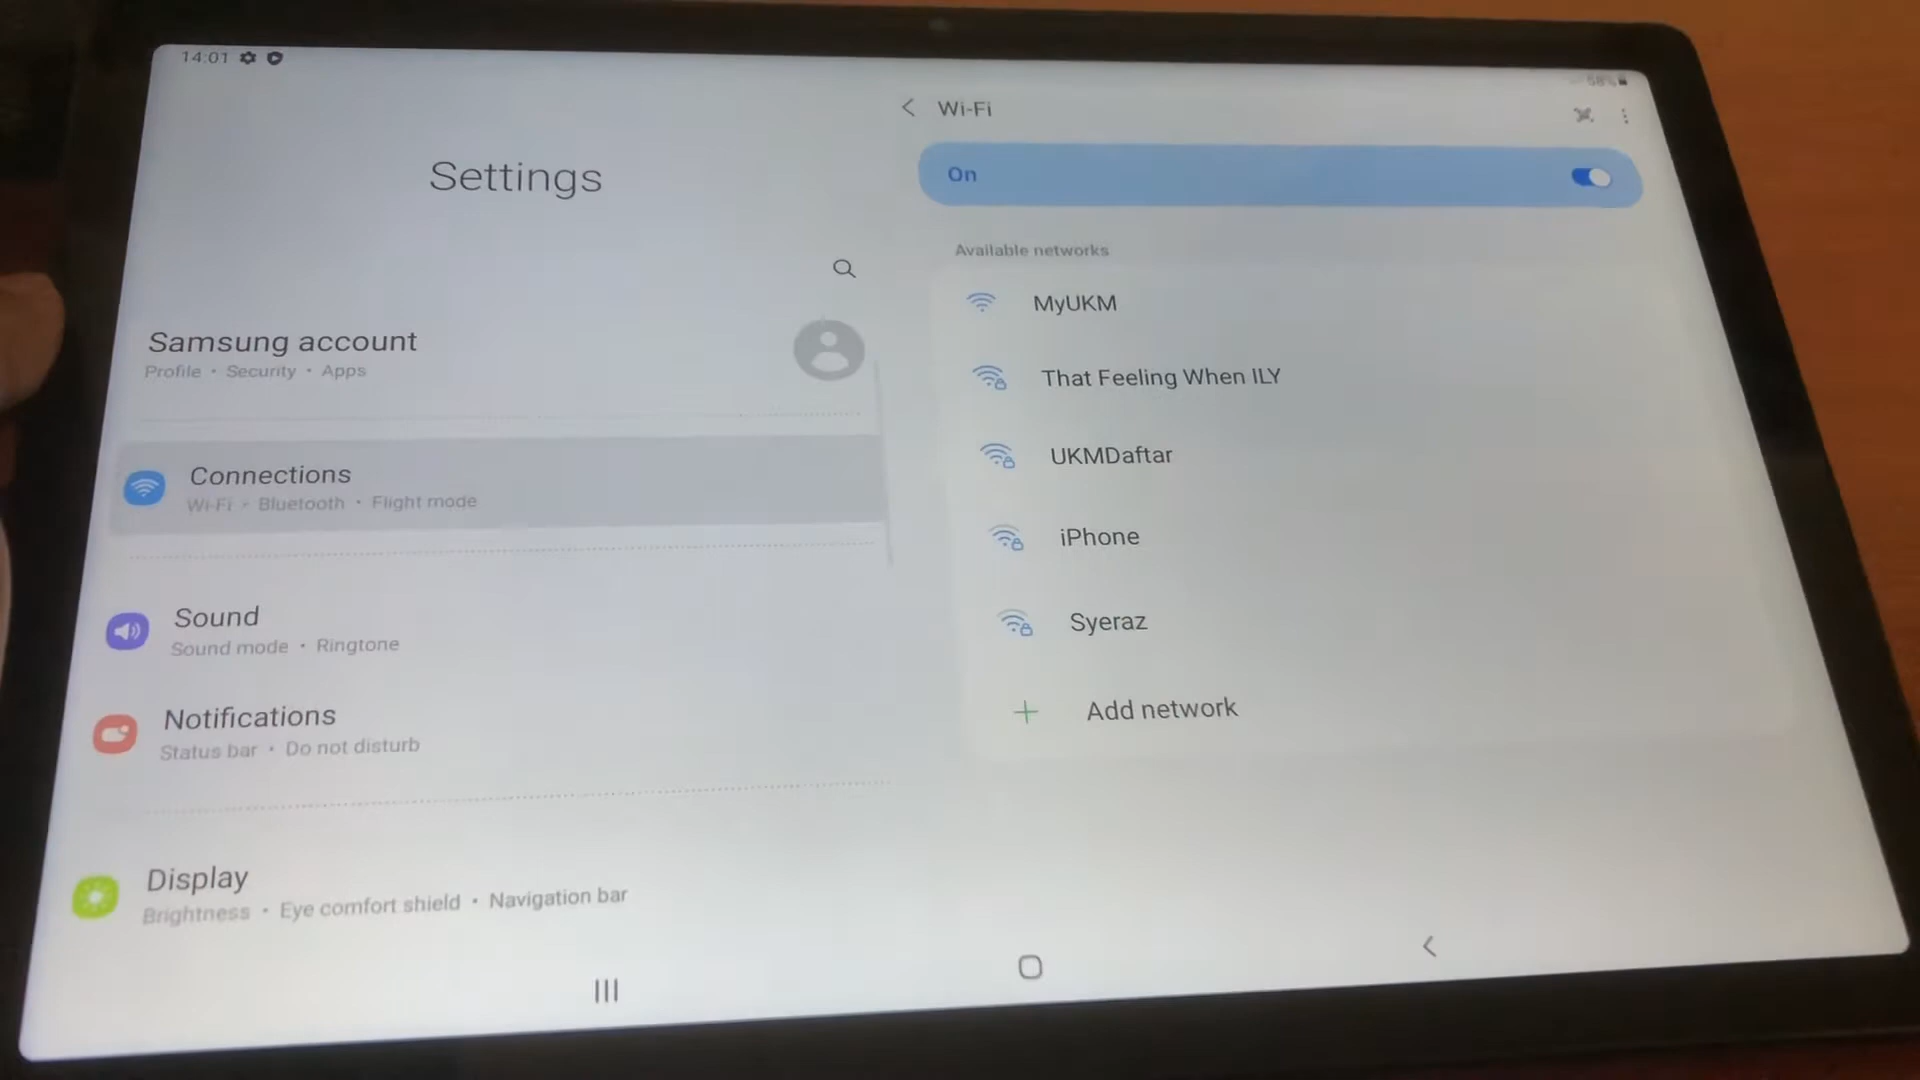 14:01
58%
Settings
Samsung account
Profile • Security • Apps
Connections
Wi-Fi • Bluetooth • Flight mode
Sound
Sound mode • Ringtone
Notifications
Status bar • Do not disturb
Display
Brightness • Eye comfort shield • Navigation bar
Wi-Fi
On
Available networks
MyUKM
That Feeling When ILY
UKMDaftar
iPhone
Syeraz
Add network